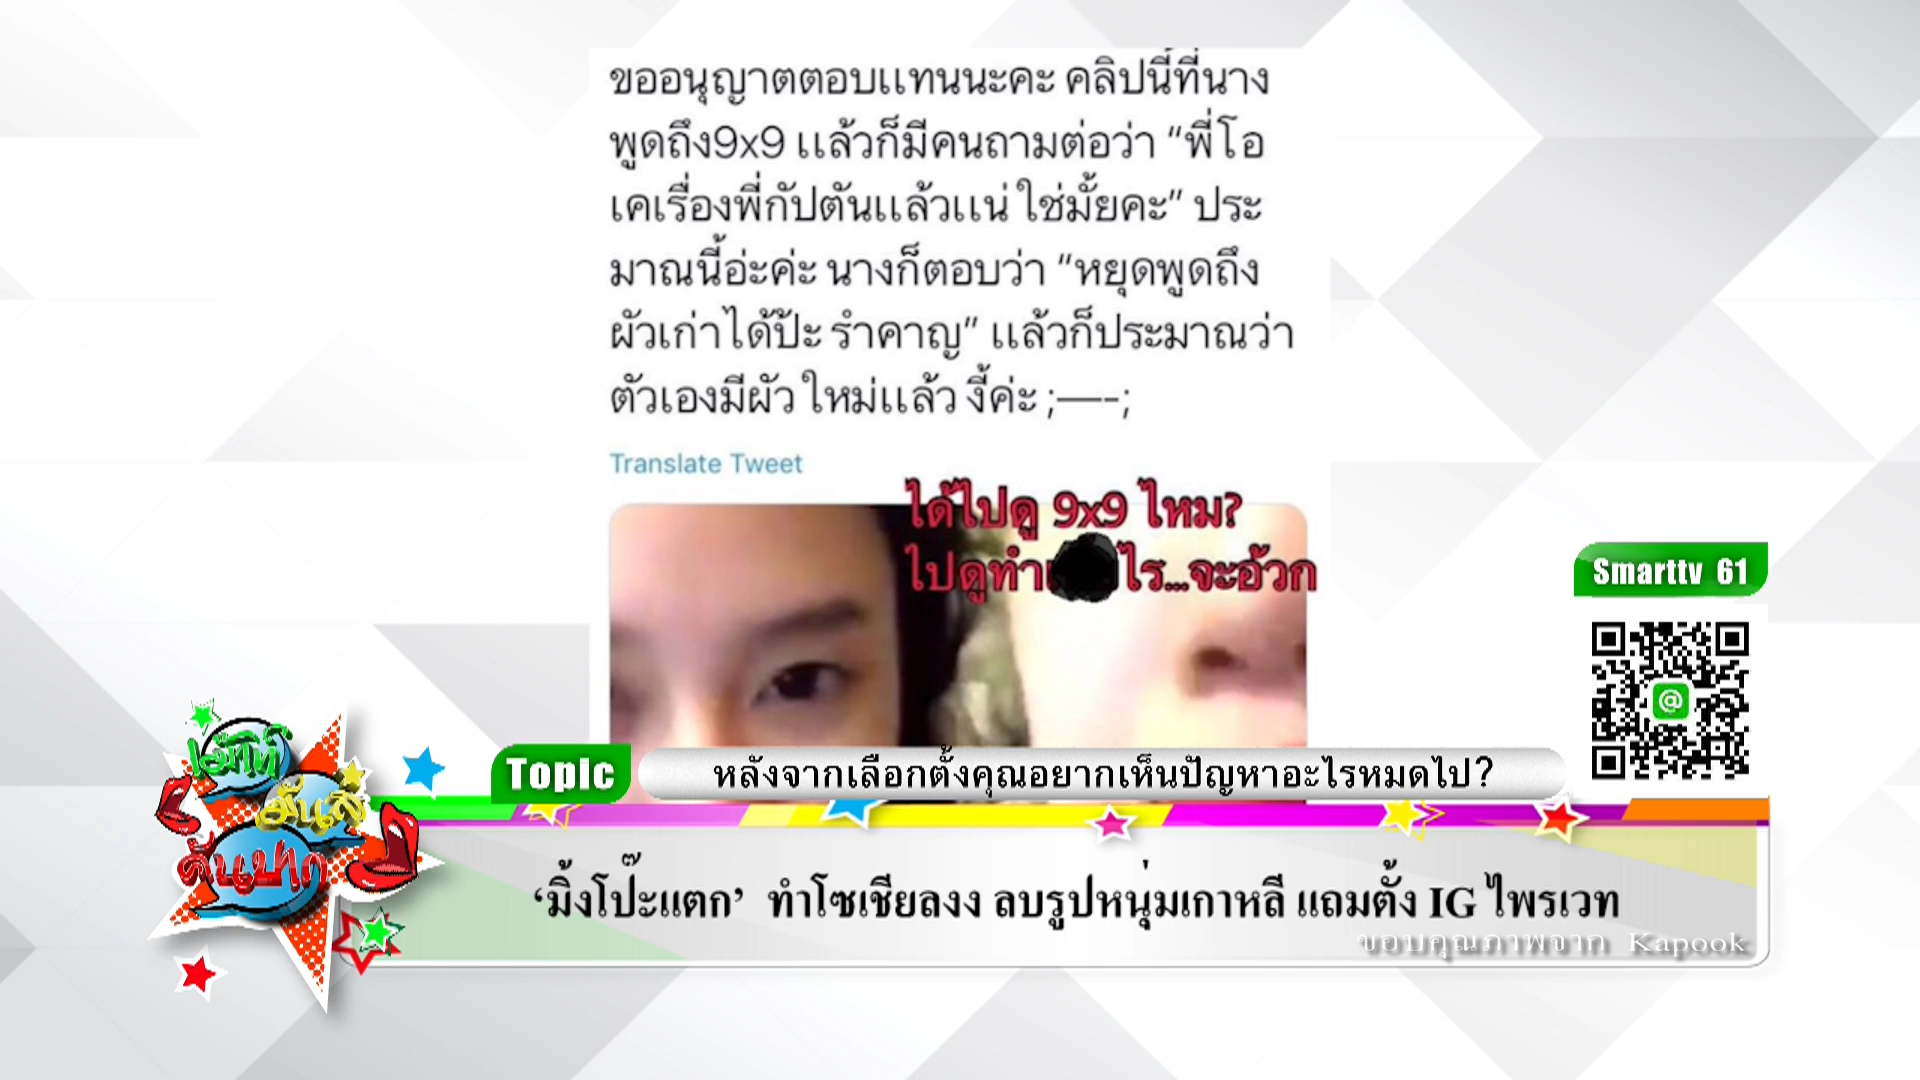 ขออนุญาตตอบแทนนะคะ คลิปนี้ที่นาง
พูดถึง9x9 แล้วก็มีคนถามต่อว่า “พี่โอ
เคเรื่องพี่กัปตันแล้วแน่ ใช่มั้ยคะ” ประ
มาณนี้อ่ะค่ะ นางก็ตอบว่า “หยุดพูดถึง
ผัวเก่าได้ป้ะ รำคาญ” แล้วก็ประมาณว่า
ตัวเองมีผัวใหม่แล้ว งี้ค่ะ ;—--;
Translate Tweet
ได้ไปดู 9x9 ไหม?
ไปดูทำ ไร...จะอ้วก
Smarttv 61
@
Topic
หลังจากเลือกตั้งคุณอยากเห็นปัญหาอะไรหมดไป?
เม้าท์
มันส์
คันปาก
‘มิ้งโป๊ะแตก’ ทำโซเชียลงง ลบรูปหนุ่มเกาหลี แถมตั้ง IG ไพรเวท
ขอบคุณภาพจาก Kapook